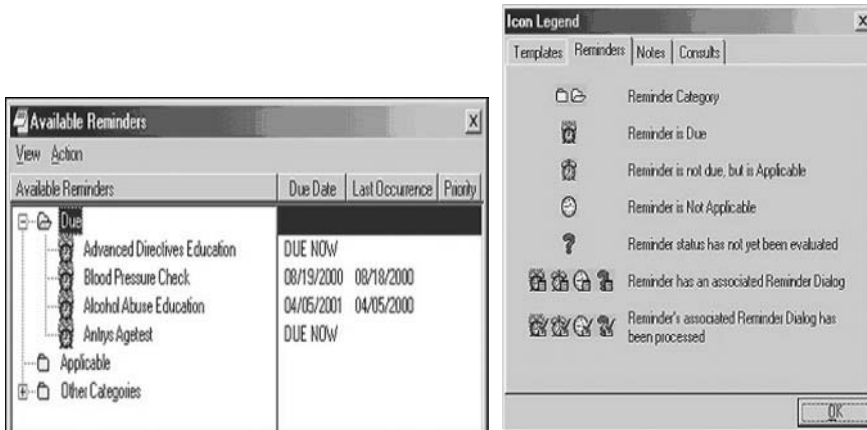 Available Reminders
View Action
Available Reminders Due Date Last Occurrence Priority
Due
Advanced Directives Education DUE NOW
Blood Pressure Check 08/19/2000 08/18/2000
Alcohol Abuse Education 04/05/2001 04/05/2000
Antrys Agetest DUE NOW
Applicable
Other Categories
Icon Legend
Templates Reminders Notes Consults
Reminder Category
Reminder is Due
Reminder is not due, but is Applicable
Reminder is Not Applicable
Reminder status has not yet been evaluated
Reminder has an associated Reminder Dialog
Reminder's associated Reminder Dialog has
been processed
OK